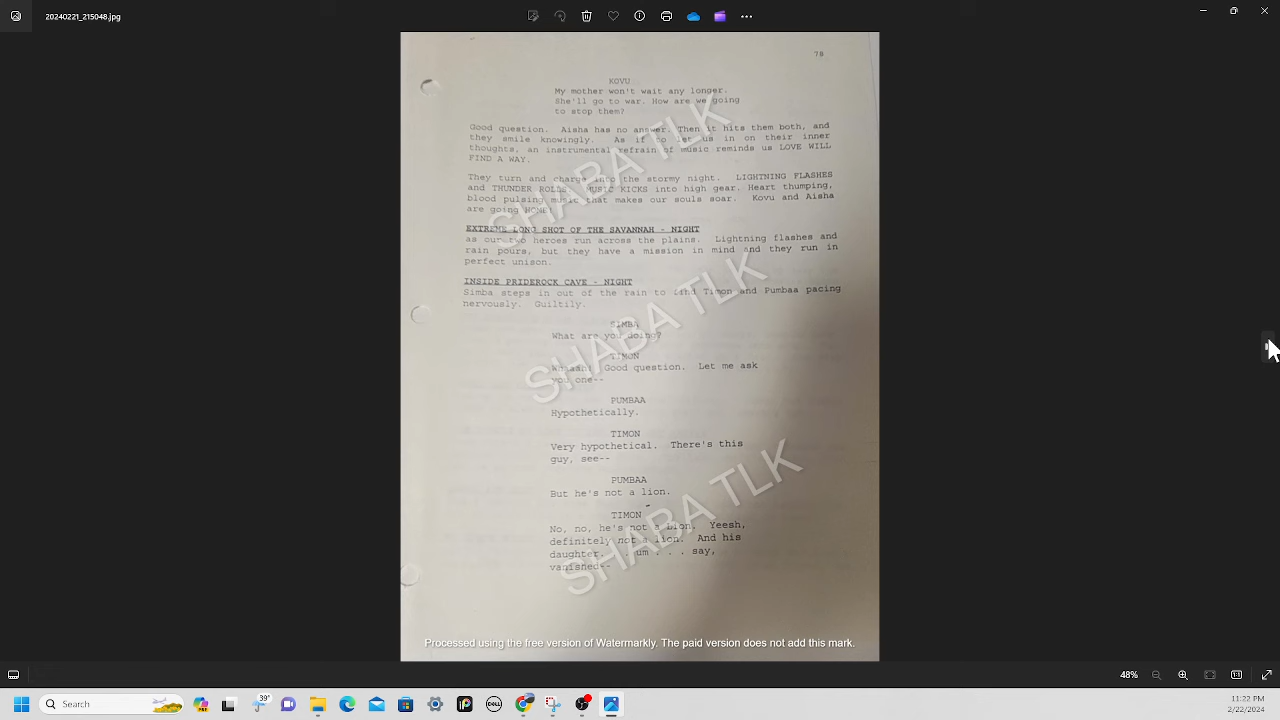 20240221_215048.jpg
79
KOVU
My mother won't wait any longer.
She'll go to war. How are we going
to stop them?
Good question. Aisha has no answer. Then it hits them both, and
they smile knowingly. As if to let us in on their inner
thoughts, an instrumental refrain of music reminds us LOVE WILL
FIND A WAY.
They turn and charge into the stormy night. LIGHTNING FLASHES
and THUNDER ROLLS. MUSIC KICKS into high gear. Heart thumping,
blood pulsing music that makes our souls soar. Kovu and Aisha
are going HOME!
EXTREME LONG SHOT OF THE SAVANNAH - NIGHT
as our two heroes run across the plains. Lightning flashes and
rain pours, but they have a mission in mind and they run in
perfect unison.
INSIDE PRIDEROCK CAVE - NIGHT
Simba steps in out of the rain to find Timon and Pumbaa pacing
nervously. Guiltily.
SIMBA
What are you doing?
TIMON
Good question. Let me ask
you one--
PUMBAA
Hypothetically.
TIMON
Very hypothetical. There's this
guy, see--
PUMBAA
But he's not a lion.
TIMON
No, no, he's not a lion. Yeesh,
definitely not a lion. And his
daughter. . . um . . . say,
vanished--
SHABA TLK
SHABA TLK
SHABA TLK
Processed using the free version of Watermarkly. The paid version does not add this mark.
48%
Search
39°
DELL
11:22 PM
2/22/2024